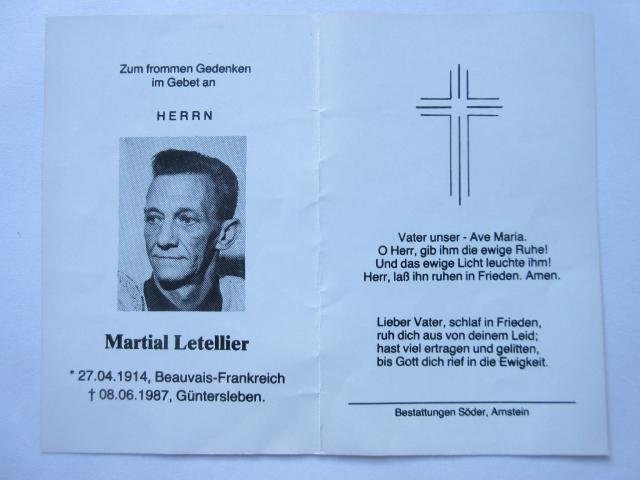 Zum frommen Gedenken
im Gebet an
HERRN
Martial Letellier
* 27.04.1914, Beauvais-Frankreich
† 08.06.1987, Güntersleben.
Vater unser - Ave Maria.
O Herr, gib ihm die ewige Ruhe!
Und das ewige Licht leuchte ihm!
Herr, laß ihn ruhen in Frieden. Amen.
Lieber Vater, schlaf in Frieden,
ruh dich aus von deinem Leid;
hast viel ertragen und gelitten,
bis Gott dich rief in die Ewigkeit.
Bestattungen Söder, Arnstein